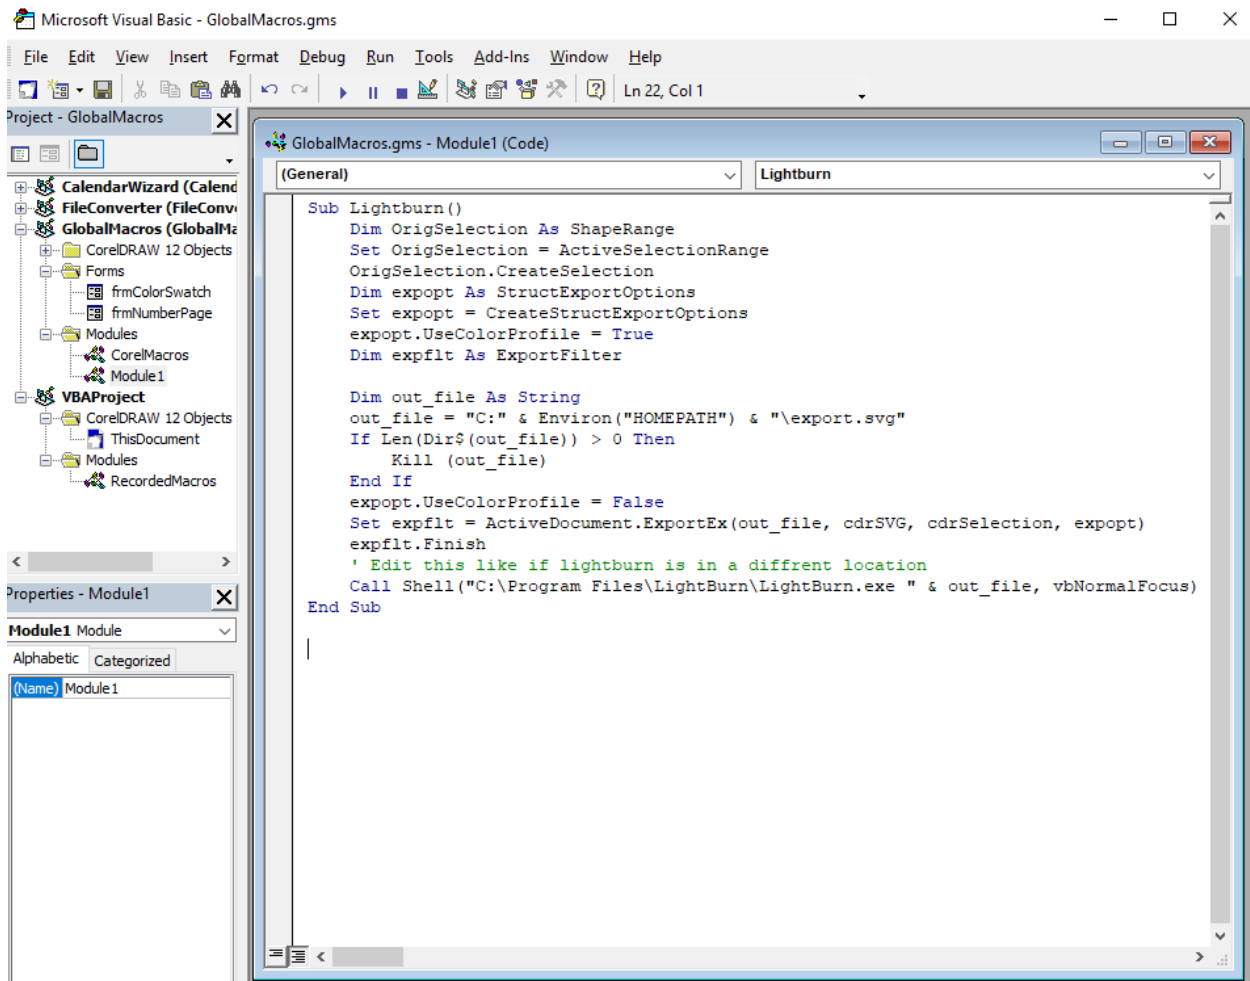 Microsoft Visual Basic - GlobalMacros.gms
File Edit View Insert Format Debug Run Tools Add-Ins Window Help
Ln 22, Col 1
Project - GlobalMacros
CalendarWizard (Calend
FileConverter (FileConv
GlobalMacros (GlobalMa
CorelDRAW 12 Objects
Forms
frmColorSwatch
frmNumberPage
Modules
CorelMacros
Module1
VBAProject
CorelDRAW 12 Objects
ThisDocument
Modules
RecordedMacros
Properties - Module1
Module1 Module
Alphabetic Categorized
(Name) Module1
GlobalMacros.gms - Module1 (Code)
(General) Lightburn
Sub Lightburn()
    Dim OrigSelection As ShapeRange
    Set OrigSelection = ActiveSelectionRange
    OrigSelection.CreateSelection
    Dim expopt As StructExportOptions
    Set expopt = CreateStructExportOptions
    expopt.UseColorProfile = True
    Dim expflt As ExportFilter
    Dim out_file As String
    out_file = "C:" & Environ("HOMEPATH") & "\export.svg"
    If Len(Dir$(out_file)) > 0 Then
        Kill (out_file)
    End If
    expopt.UseColorProfile = False
    Set expflt = ActiveDocument.ExportEx(out_file, cdrSVG, cdrSelection, expopt)
    expflt.Finish
    ' Edit this like if lightburn is in a diffrent location
    Call Shell("C:\Program Files\LightBurn\LightBurn.exe " & out_file, vbNormalFocus)
End Sub